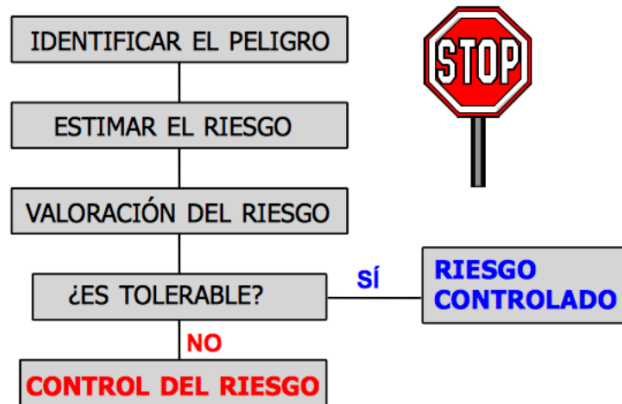 IDENTIFICAR EL PELIGRO
STOP
ESTIMAR EL RIESGO
VALORACIÓN DEL RIESGO
¿ES TOLERABLE?
SÍ
RIESGO
CONTROLADO
NO
CONTROL DEL RIESGO